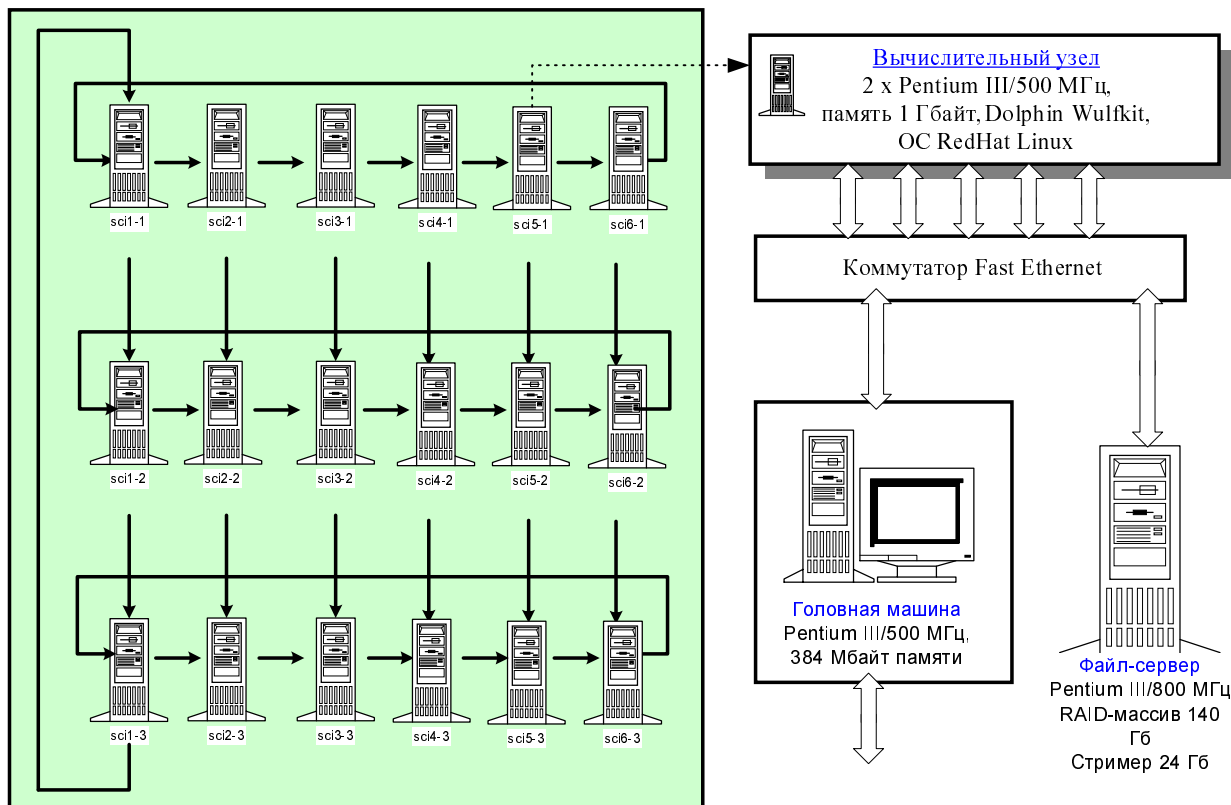 Вычислительный узел
2 x Pentium III/500 МГц,
память 1 Гбайт, Dolphin Wulfkit,
ОС RedHat Linux
sci1-1
sci2-1
sci3-1
sci4-1
sci5-1
sci6-1
Коммутатор Fast Ethernet
sci1-2
sci2-2
sci3-2
sci4-2
sci5-2
sci6-2
sci1-3
sci2-3
sci3-3
sci4-3
sci5-3
sci6-3
Головная машина
Pentium III/500 МГц,
384 Мбайт памяти
Файл-сервер
Pentium III/800 МГц
RAID-массив 140
Гб
Стример 24 Гб